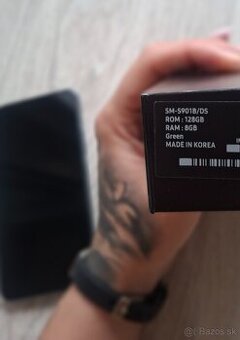 SM-S901B/DS
ROM : 128GB
RAM : 8GB
Green
MADE IN KOREA
© Bazos.sk